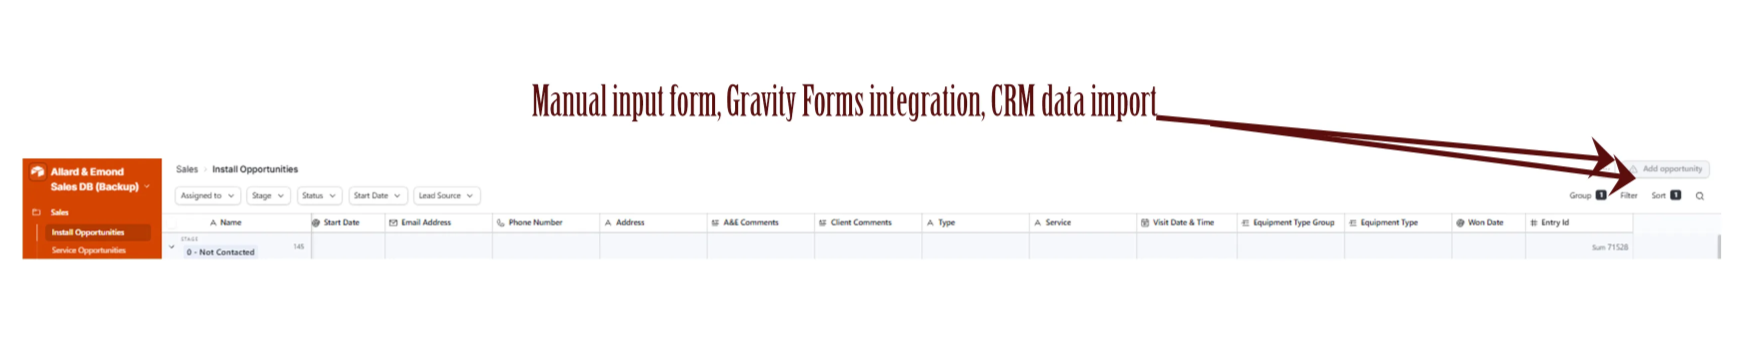 Manual input form, Gravity Forms integration, CRM data import
Allard & Emond
Sales DB (Backup)
Sales
Install Opportunities
Service Opportunities
Sales > Install Opportunities
Add opportunity
Assigned to
Stage
Status
Start Date
Lead Source
Group 1
Filter
Sort 1
Name
Start Date
Email Address
Phone Number
Address
A&E Comments
Client Comments
Type
Service
Visit Date & Time
Equipment Type Group
Equipment Type
Won Date
Entry Id
STAGE
0 - Not Contacted
145
Sum 71528